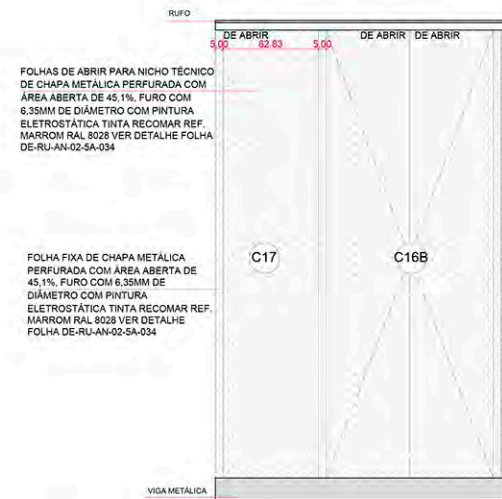 RUFO
DE ABRIR
DE ABRIR
DE ABRIR
5,00
62.83
5,00
FOLHAS DE ABRIR PARA NICHO TÉCNICO
DE CHAPA METÁLICA PERFURADA COM
ÁREA ABERTA DE 45,1%, FURO COM
6,35MM DE DIÂMETRO COM PINTURA
ELETROSTÁTICA TINTA RECOMAR REF.
MARROM RAL 8028 VER DETALHE FOLHA
DE-RU-AN-02-5A-034
C17
C16B
FOLHA FIXA DE CHAPA METÁLICA
PERFURADA COM ÁREA ABERTA DE
45,1%, FURO COM 6,35MM DE
DIÂMETRO COM PINTURA
ELETROSTÁTICA TINTA RECOMAR REF.
MARROM RAL 8028 VER DETALHE
FOLHA DE-RU-AN-02-5A-034
VIGA METÁLICA